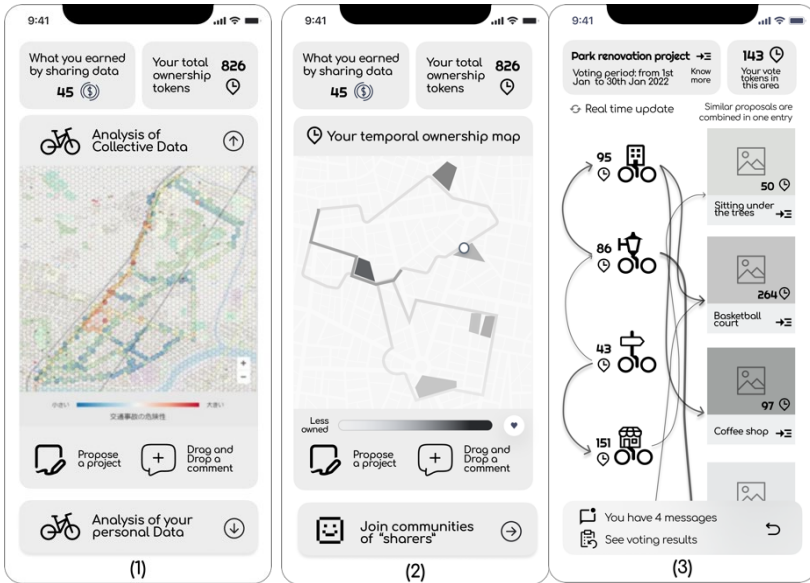 9:41
What you earned
by sharing data
45
Your total
ownership
tokens
826
Analysis of
Collective Data
+
−
小さい
大きい
交通事故の危険性
Propose
a project
Drag and
Drop a
comment
Analysis of your
personal Data
(1)
9:41
What you earned
by sharing data
45
Your total
ownership
tokens
826
Your temporal ownership map
Less
owned
Propose
a project
Drag and
Drop a
comment
Join communities
of "sharers"
(2)
9:41
Park renovation project
Voting period: from 1st
Jan to 30th Jan 2022
Know
more
143
Your vote
tokens in
this area
Real time update
Similar proposals are
combined in one entry
95
86
43
151
50
Sitting under
the trees
264
Basketball
court
97
Coffee shop
You have 4 messages
See voting results
(3)